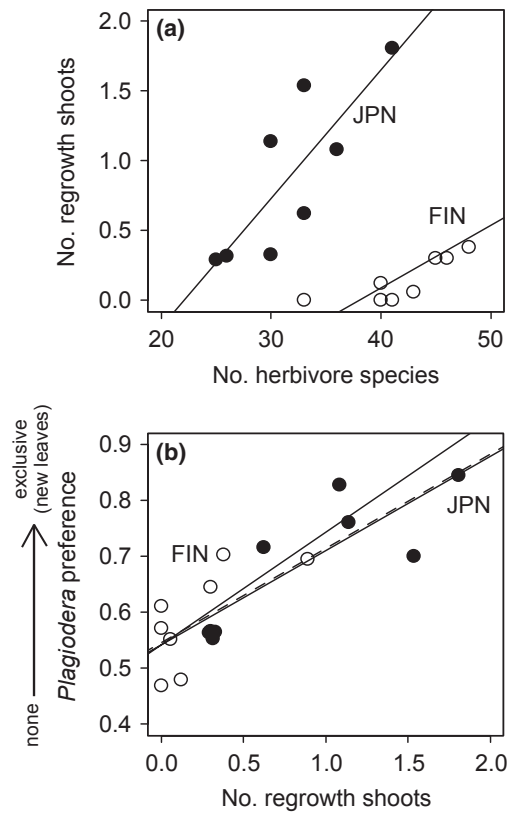 (a)
No. regrowth shoots
2.0
1.5
1.0
0.5
0.0
JPN
FIN
20 30 40 50
No. herbivore species
(b)
exclusive
(new leaves)
none
Plagiodera preference
0.9
0.8
0.7
0.6
0.5
0.4
FIN
JPN
0.0 0.5 1.0 1.5 2.0
No. regrowth shoots